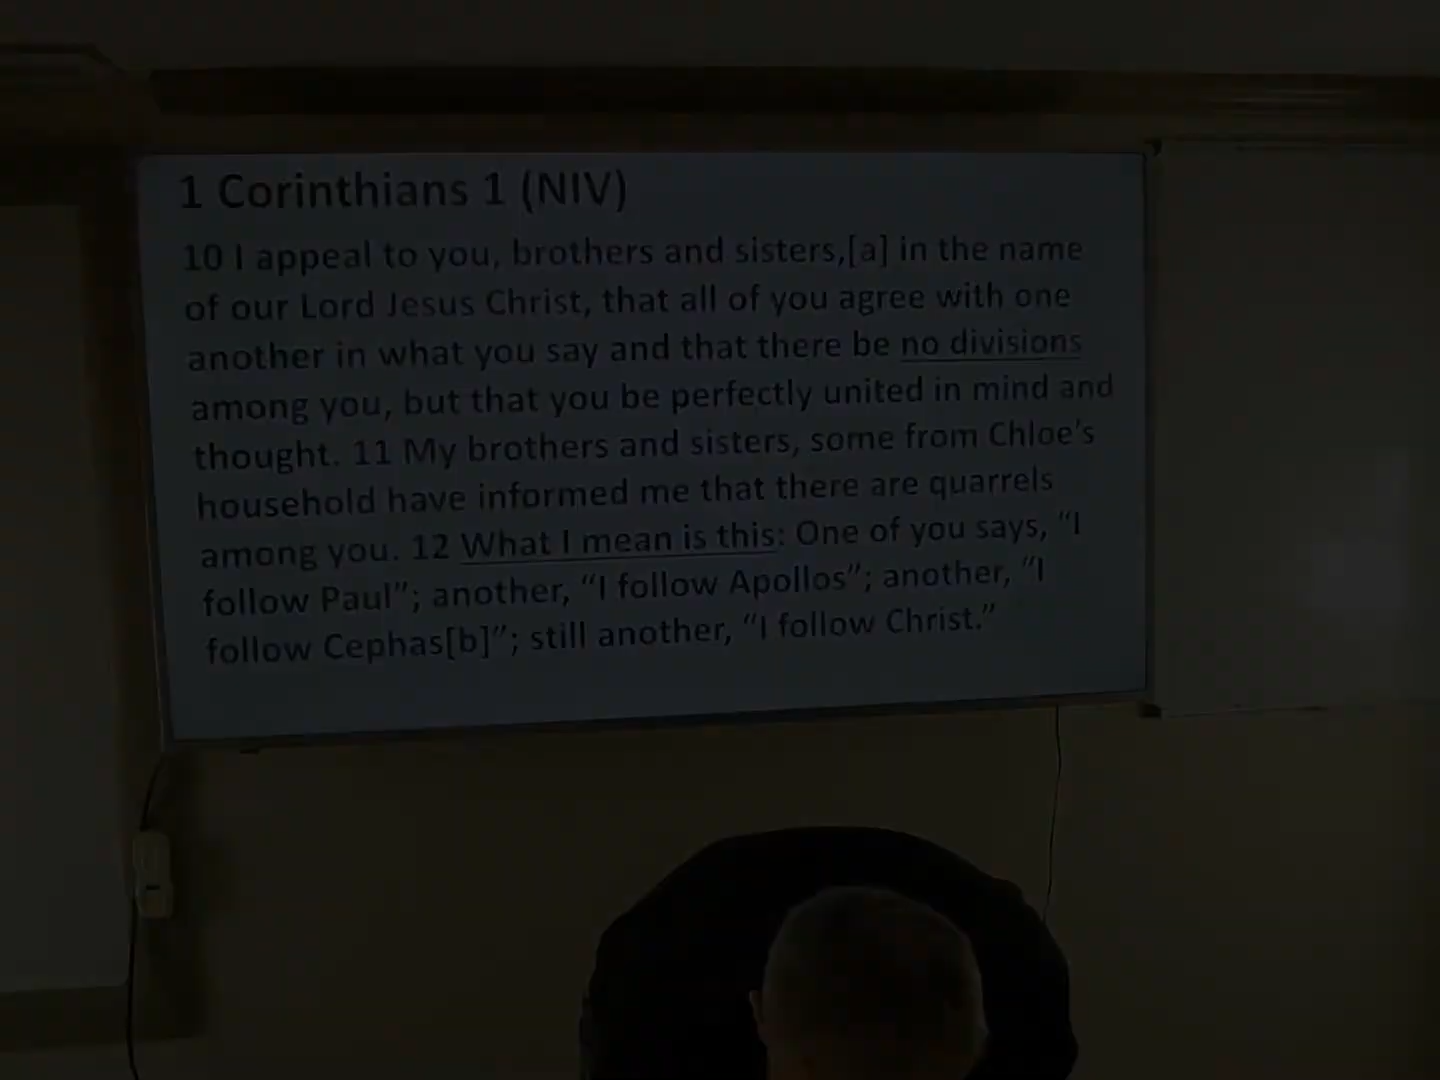 1 Corinthians 1 (NIV)
10 I appeal to you, brothers and sisters,[a] in the name
of our Lord Jesus Christ, that all of you agree with one
another in what you say and that there be no divisions
among you, but that you be perfectly united in mind and
thought. 11 My brothers and sisters, some from Chloe's
household have informed me that there are quarrels
among you. 12 What I mean is this: One of you says, “I
follow Paul”; another, “I follow Apollos”; another, “I
follow Cephas[b]”; still another, “I follow Christ.”